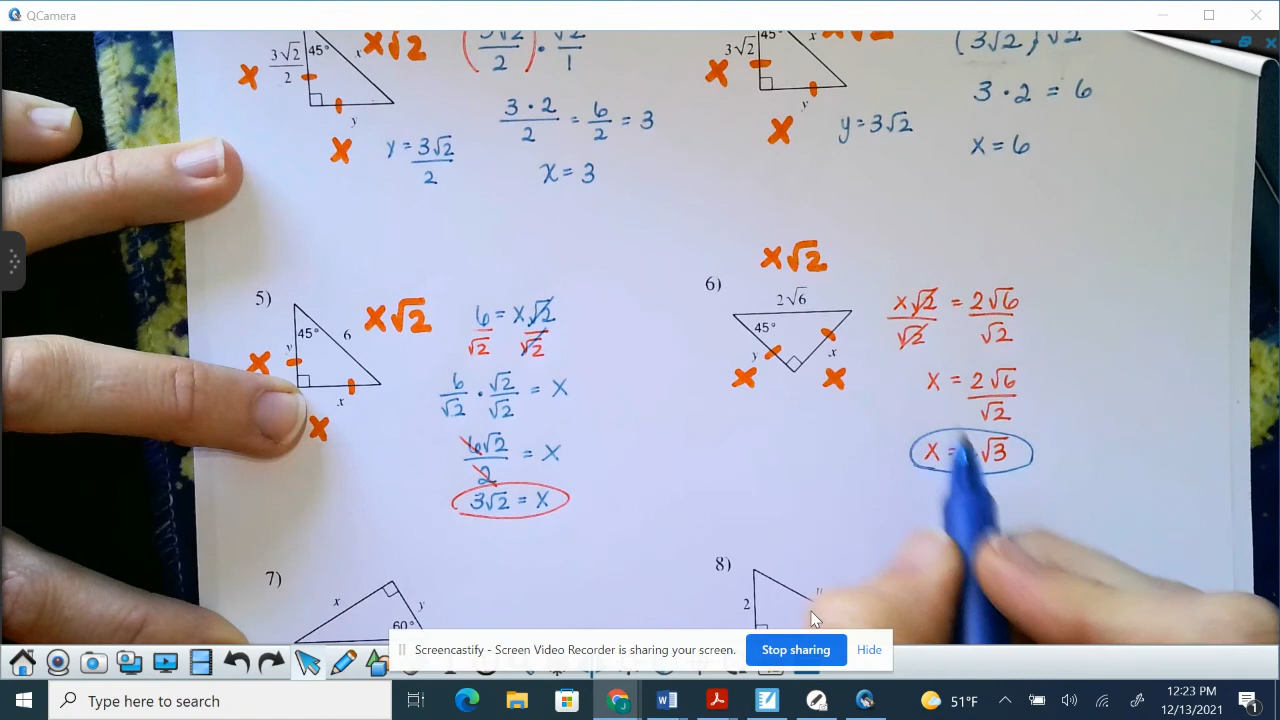 QCamera
3√2/2
45°
x
x√2
(3√2/2) · √2/1
x
y
x
3 · 2/2 = 6/2 = 3
y = 3√2/2
x = 3
3√2
45°
x
(3√2)√2
x
y
x
3 · 2 = 6
y = 3√2
x = 6
5)
45°
6
x√2
y
x
x
x
6/√2 = x√2/√2
6/√2 · √2/√2 = x
6√2/2 = x
3√2 = x
6)
x√2
2√6
45°
y
x
x
x
x√2/√2 = 2√6/√2
x = 2√6/√2
x = √3
7)
x
y
60°
8)
2
Screencastify - Screen Video Recorder is sharing your screen.
Stop sharing
Hide
Type here to search
51°F
12:23 PM
12/13/2021
1